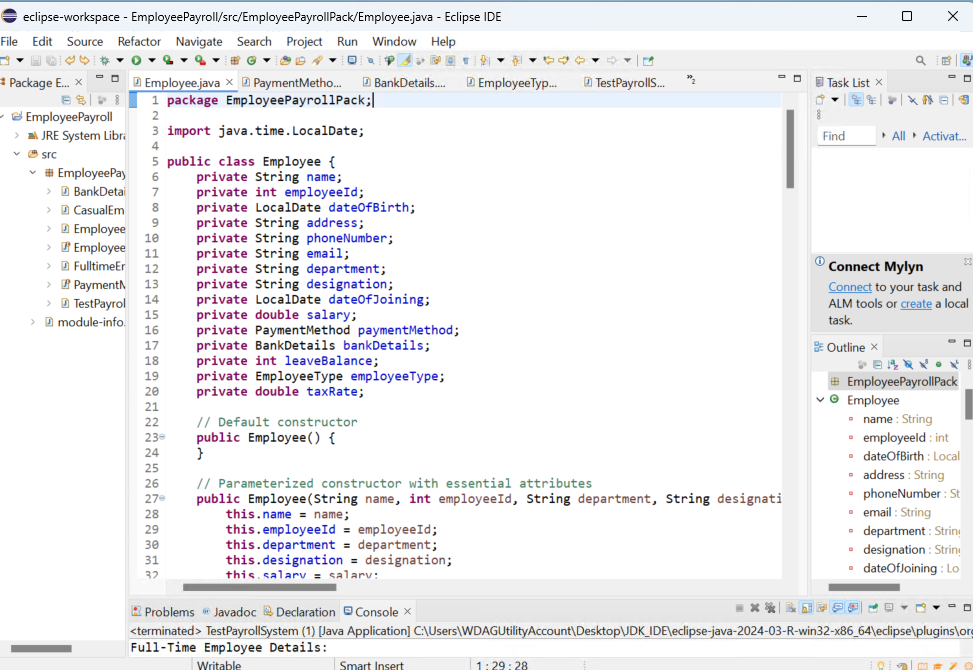 eclipse-workspace - EmployeePayroll/src/EmployeePayrollPack/Employee.java - Eclipse IDE
File Edit Source Refactor Navigate Search Project Run Window Help
Package E...
EmployeePayroll
JRE System Libra
src
EmployeePay
BankDetai
CasualEm
Employee
Employee
FulltimeEr
PaymentM
TestPayrol
module-info.
Employee.java PaymentMetho... BankDetails.... EmployeeTyp... TestPayrollS... »2
1 package EmployeePayrollPack;
2
3 import java.time.LocalDate;
4
5 public class Employee {
6 private String name;
7 private int employeeId;
8 private LocalDate dateOfBirth;
9 private String address;
10 private String phoneNumber;
11 private String email;
12 private String department;
13 private String designation;
14 private LocalDate dateOfJoining;
15 private double salary;
16 private PaymentMethod paymentMethod;
17 private BankDetails bankDetails;
18 private int leaveBalance;
19 private EmployeeType employeeType;
20 private double taxRate;
21
22 // Default constructor
23 public Employee() {
24 }
25
26 // Parameterized constructor with essential attributes
27 public Employee(String name, int employeeId, String department, String designati
28 this.name = name;
29 this.employeeId = employeeId;
30 this.department = department;
31 this.designation = designation;
32 this.salary = salary;
Task List
Find All Activat...
Connect Mylyn
Connect to your task and
ALM tools or create a local
task.
Outline
EmployeePayrollPack
Employee
name : String
employeeId : int
dateOfBirth : Local
address : String
phoneNumber : St
email : String
department : String
designation : String
dateOfJoining : Lo
Problems Javadoc Declaration Console
<terminated> TestPayrollSystem (1) [Java Application] C:\Users\WDAGUtilityAccount\Desktop\JDK_IDE\eclipse-java-2024-03-R-win32-x86_64\eclipse\plugins\org
Full-Time Employee Details:
Writable Smart Insert 1 : 29 : 28